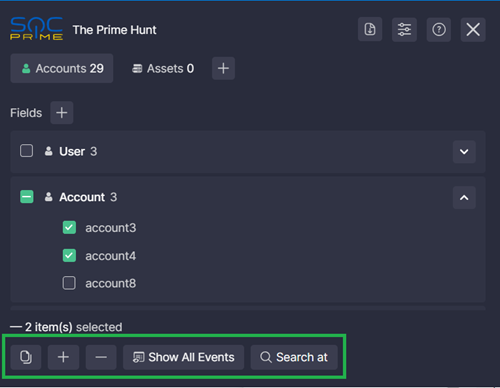 SOC The Prime Hunt
PRIME
Accounts 29 Assets 0
Fields
User 3
Account 3
account3
account4
account8
— 2 item(s) selected
Show All Events Search at